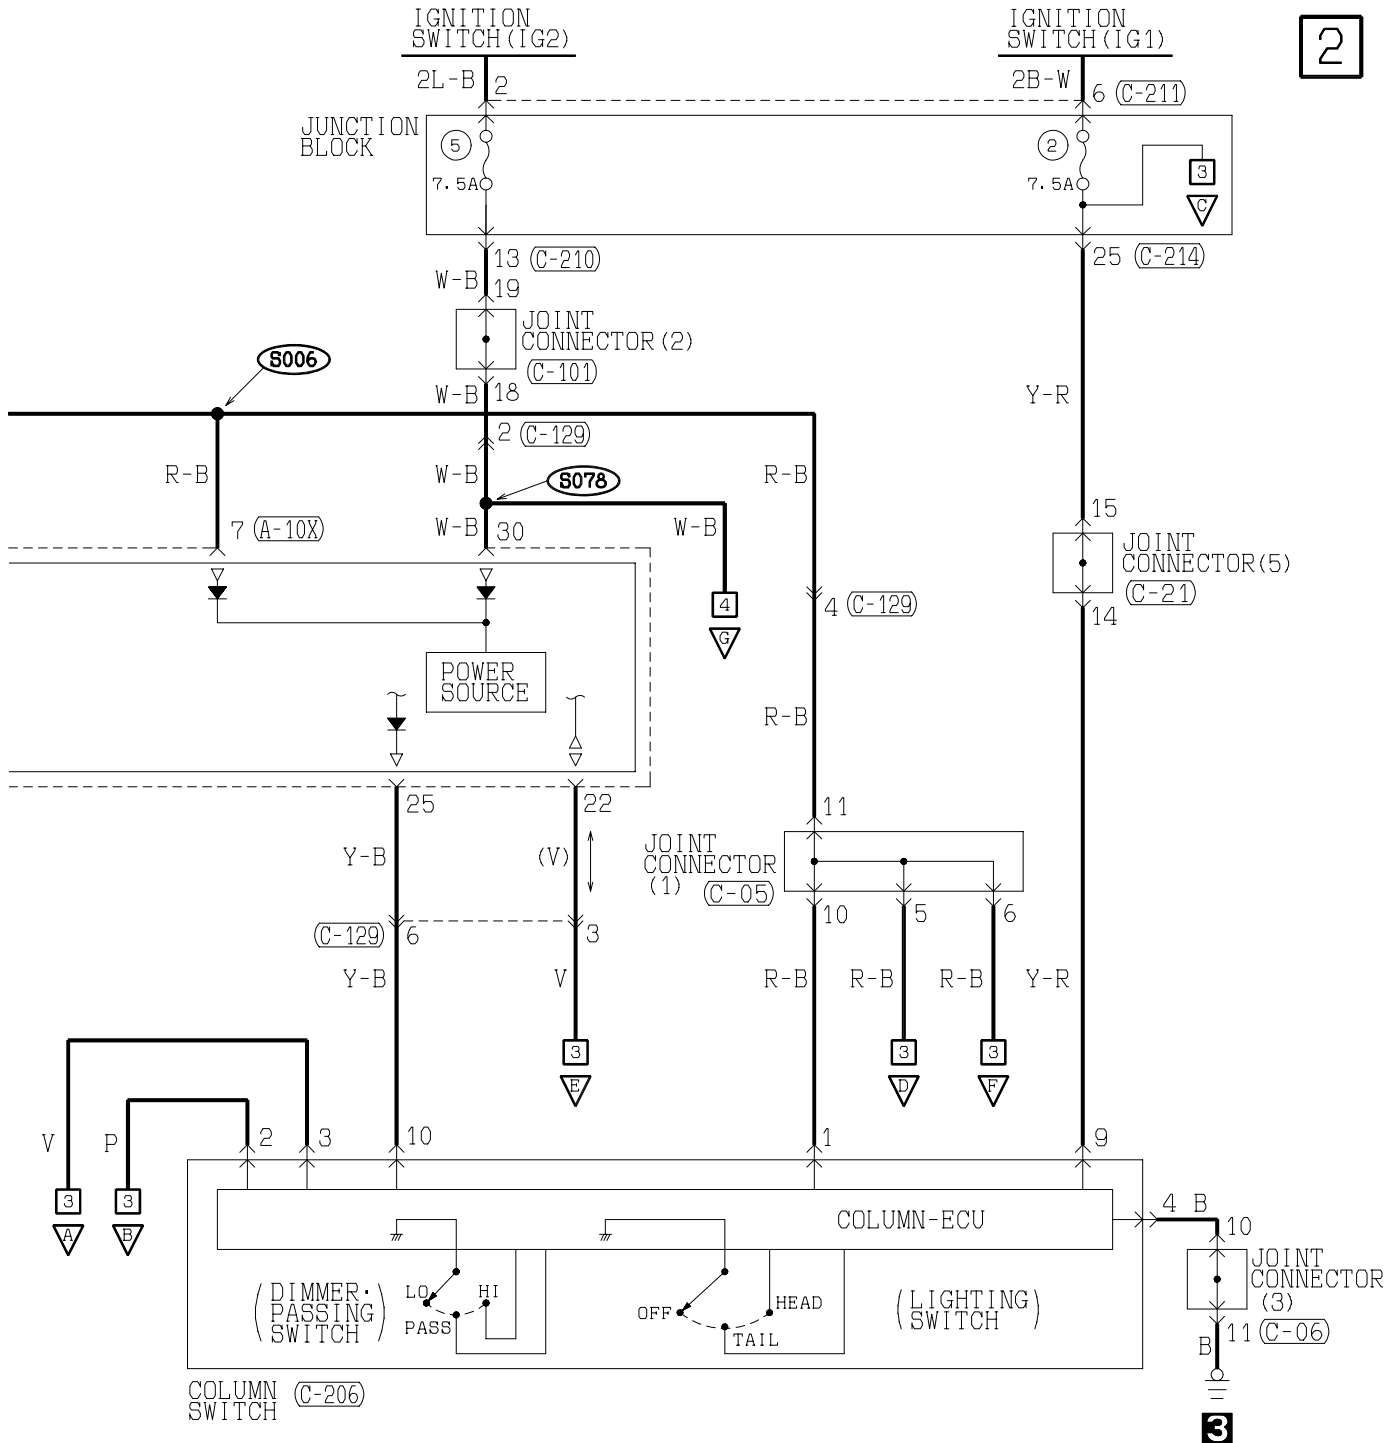 IGNITION
SWITCH(IG2)
IGNITION
SWITCH(IG1)
2
2L-B
2
2B-W
6 (C-211)
JUNCTION
BLOCK
5
7.5A
2
7.5A
3
C
13 (C-210)
25 (C-214)
W-B
19
JOINT
CONNECTOR(2)
(C-101)
S006
W-B
18
Y-R
2 (C-129)
R-B
W-B
S078
R-B
7 (A-10X)
W-B
30
W-B
15
JOINT
CONNECTOR(5)
(C-21)
4
G
4 (C-129)
14
POWER
SOURCE
R-B
25
22
11
Y-B
(V)
JOINT
CONNECTOR
(1)
(C-05)
10
5
6
(C-129)
6
3
Y-B
V
R-B
R-B
R-B
Y-R
3
E
3
D
3
F
V
P
2
3
10
1
9
3
A
3
B
COLUMN-ECU
4 B
10
JOINT
CONNECTOR
(3)
(DIMMER·
PASSING
SWITCH)
LO
HI
PASS
OFF
HEAD
TAIL
(LIGHTING
SWITCH)
11 (C-06)
B
COLUMN
SWITCH
(C-206)
3